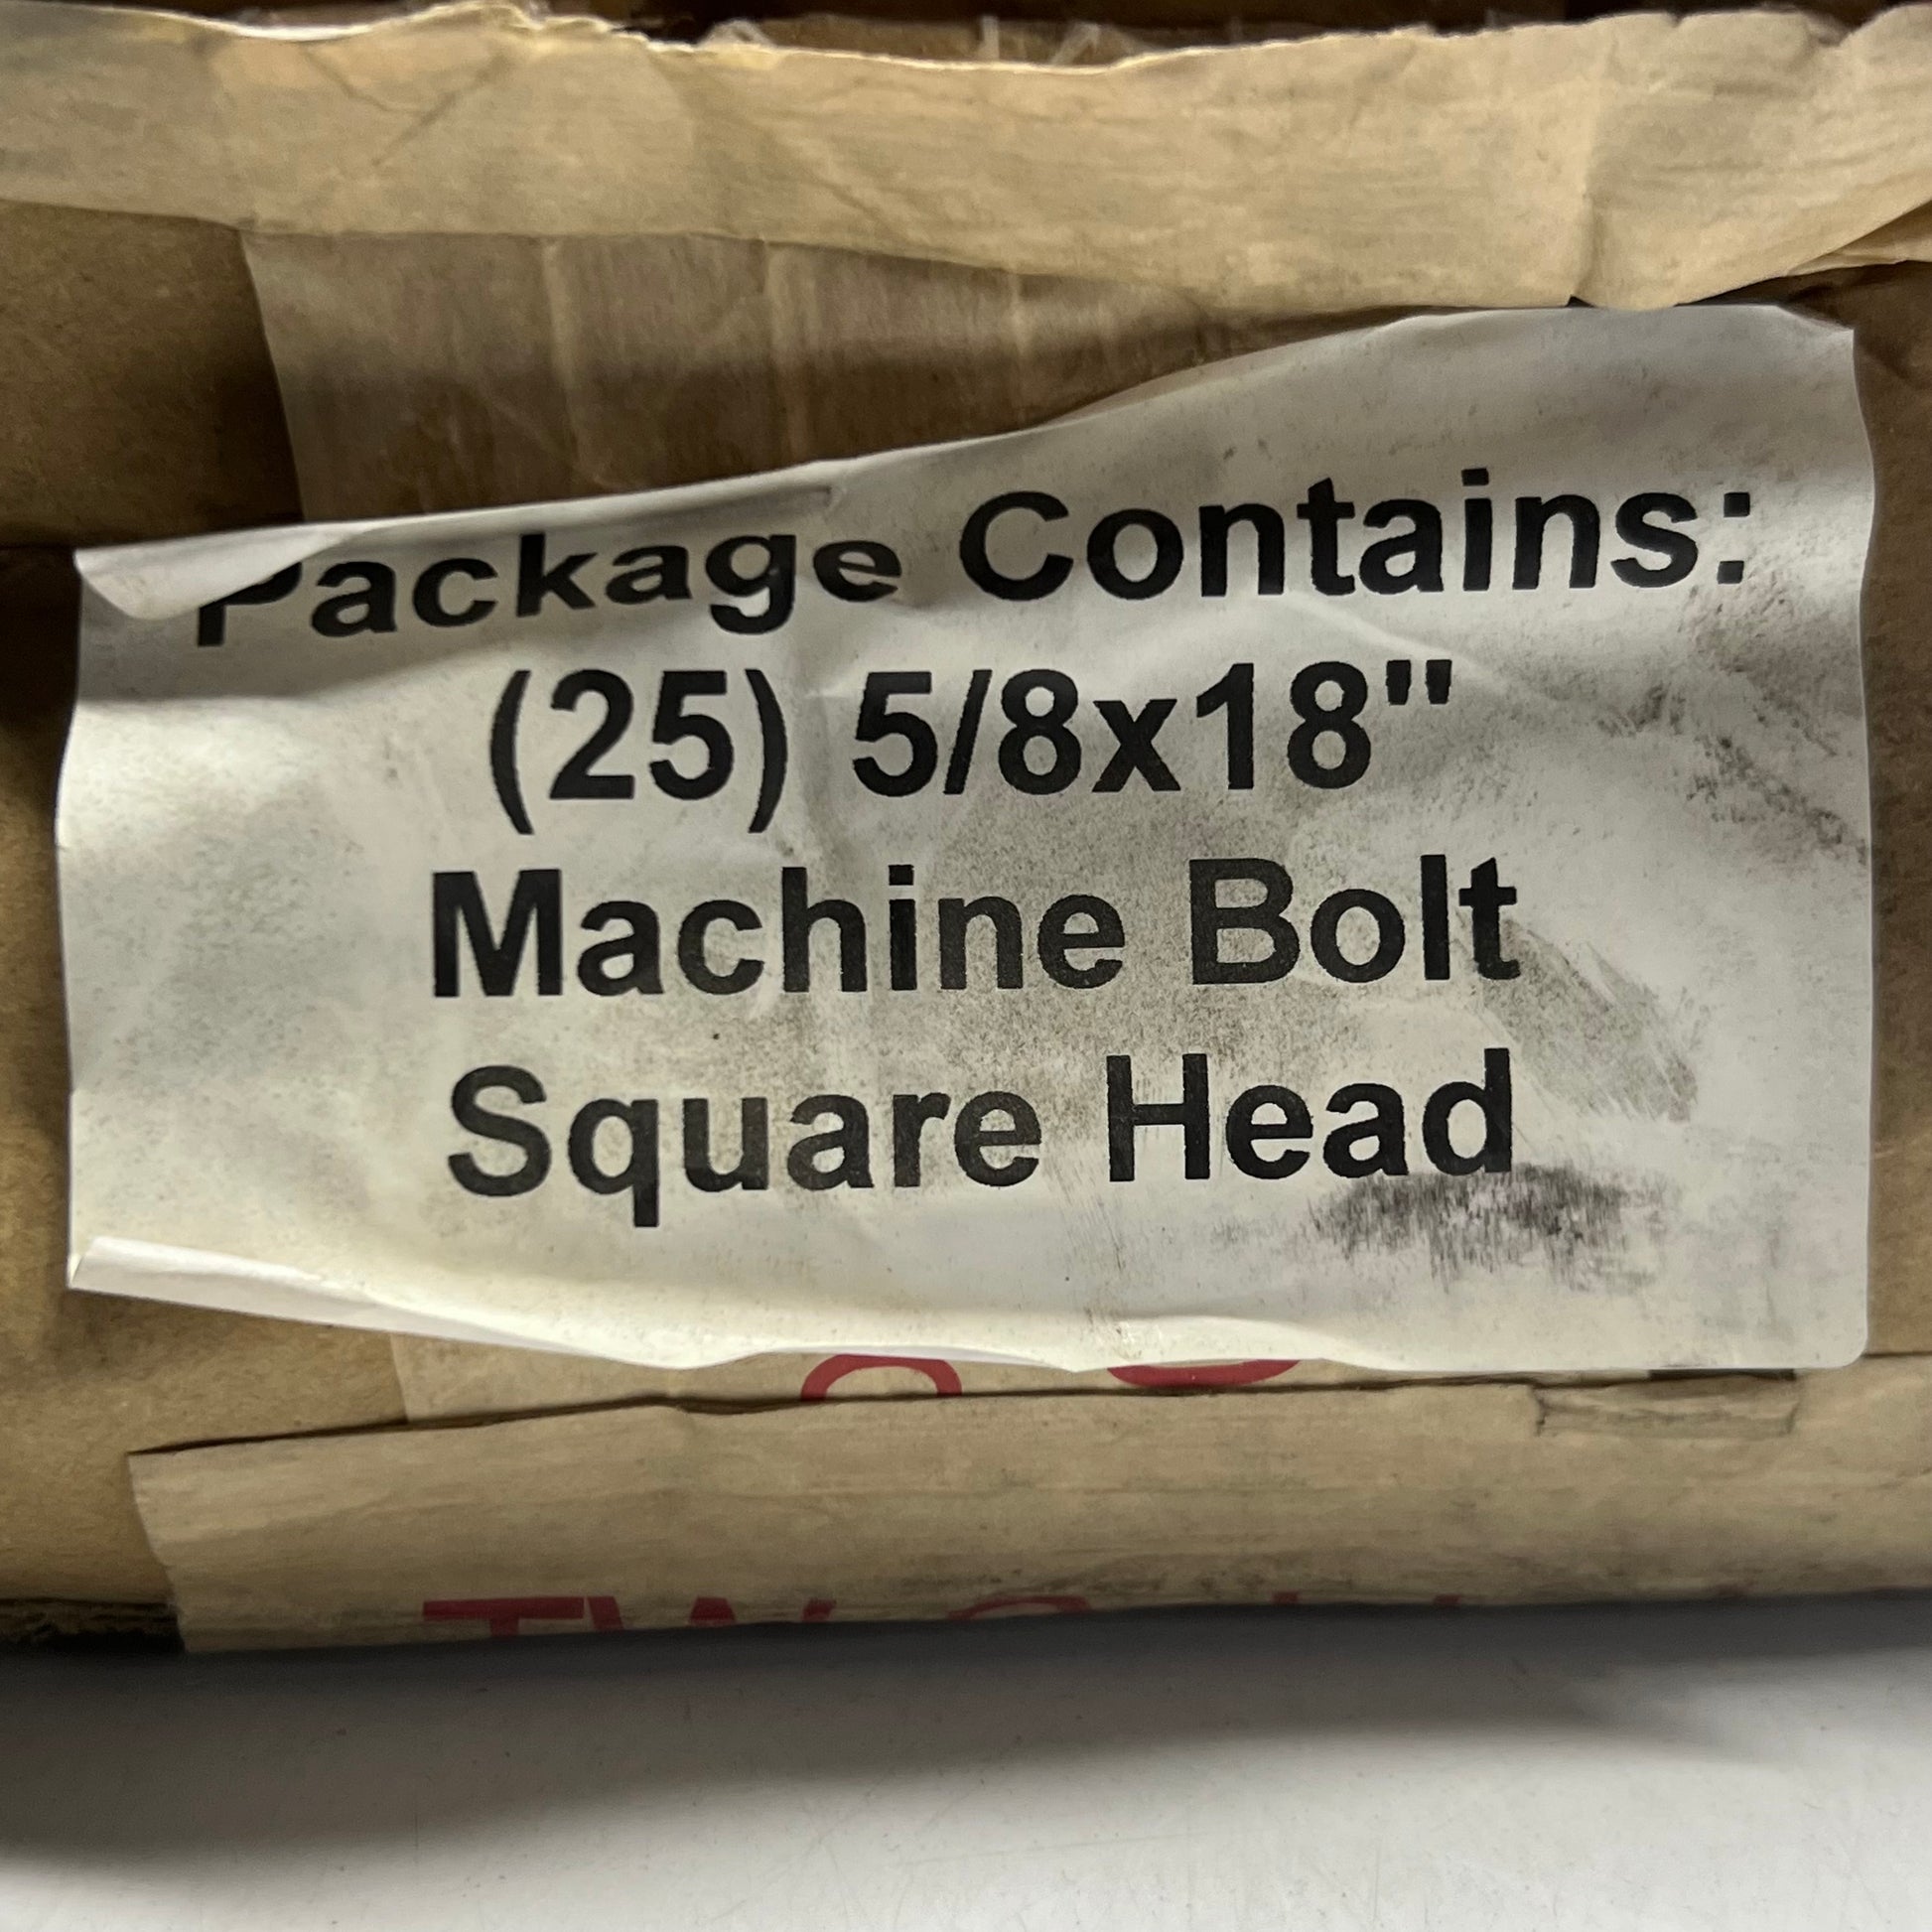 Package Contains:
(25) 5/8x18"
Machine Bolt
Square Head